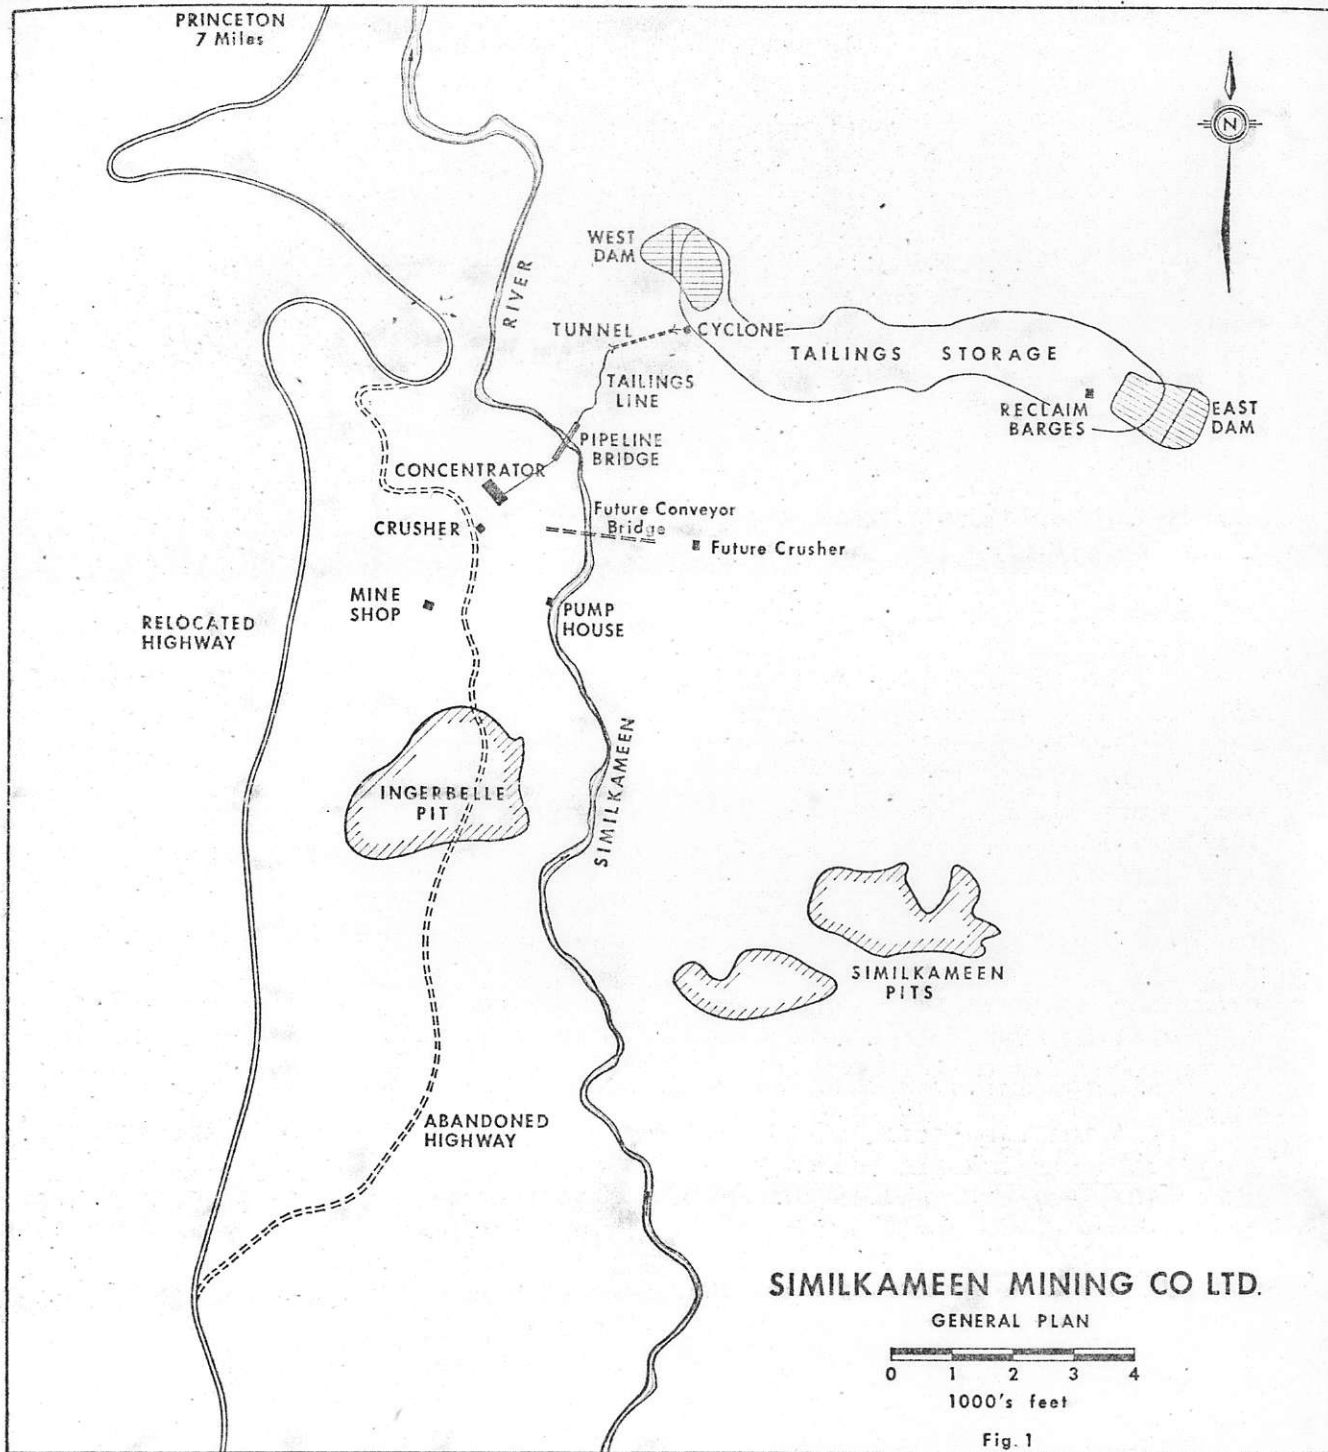 PRINCETON
7 Miles
N
WEST
DAM
RIVER
TUNNEL
CYCLONE
TAILINGS STORAGE
TAILINGS
LINE
RECLAIM
BARGES
EAST
DAM
PIPELINE
BRIDGE
CONCENTRATOR
Future Conveyor
Bridge
CRUSHER
Future Crusher
MINE
SHOP
PUMP
HOUSE
RELOCATED
HIGHWAY
SIMILKAMEEN
INGERBELLE
PIT
SIMILKAMEEN
PITS
ABANDONED
HIGHWAY
SIMILKAMEEN MINING CO LTD.
GENERAL PLAN
0 1 2 3 4
1000's feet
Fig. 1